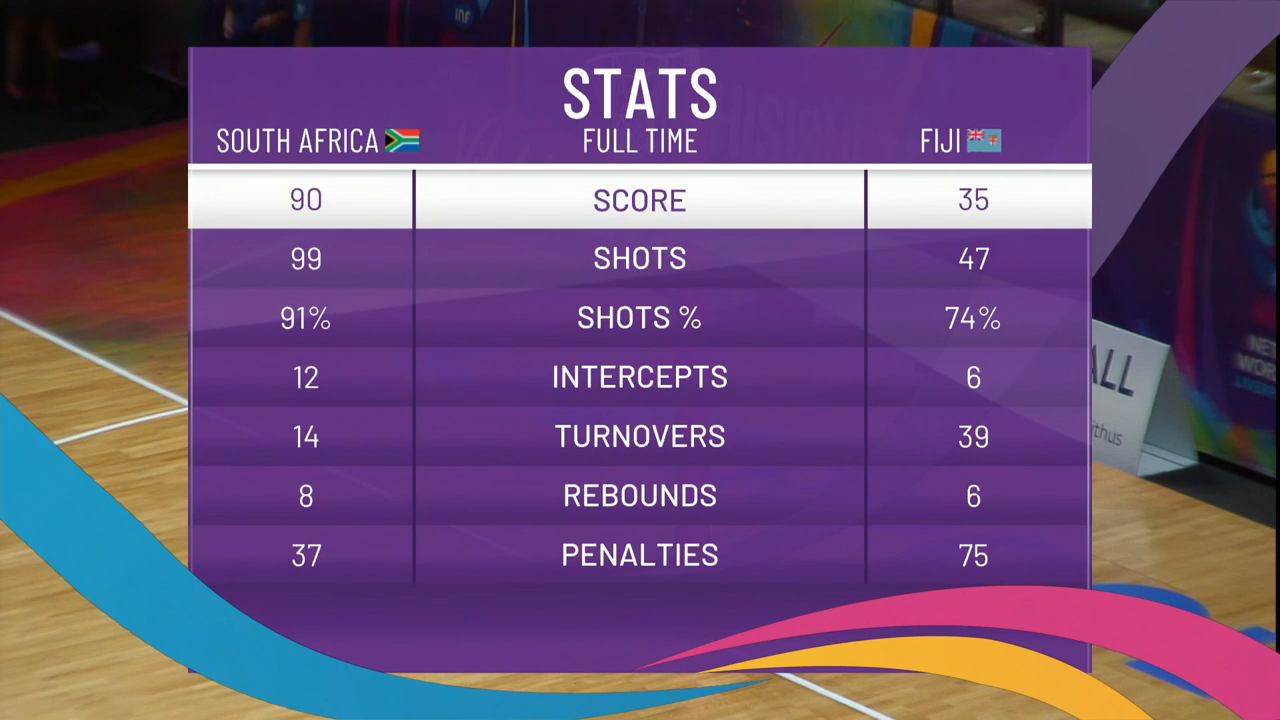 INF
STATS
SOUTH AFRICA FULL TIME FIJI
90 SCORE 35
99 SHOTS 47
91% SHOTS % 74%
12 INTERCEPTS 6
14 TURNOVERS 39
8 REBOUNDS 6
37 PENALTIES 75